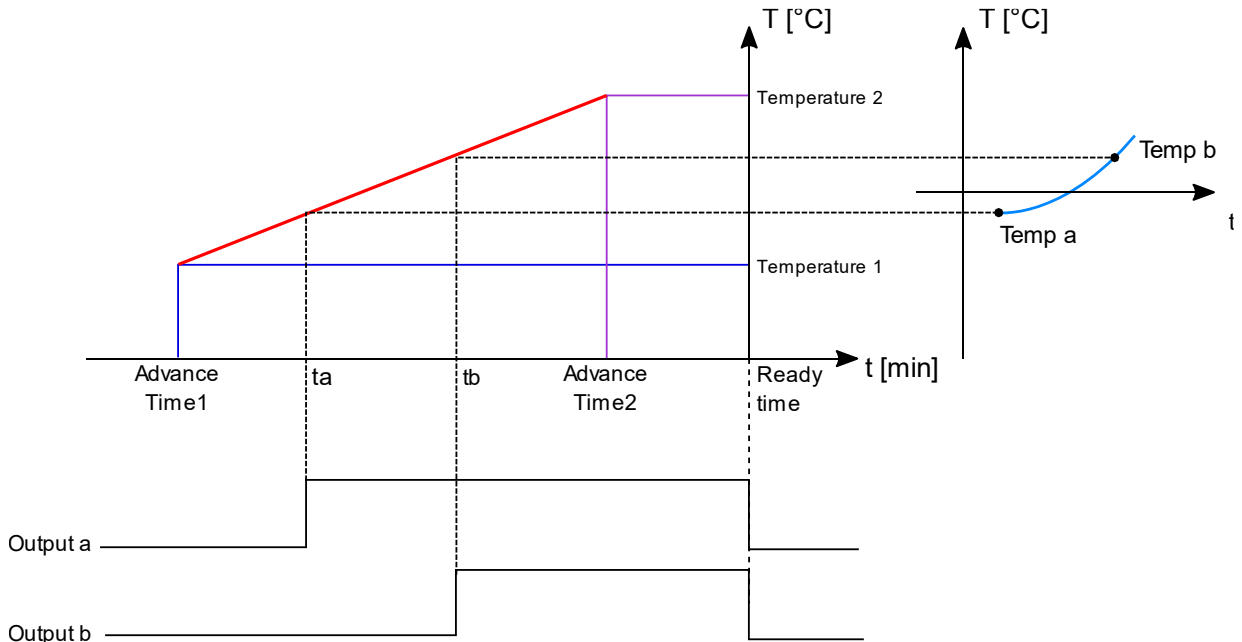 T [°C]
T [°C]
Temperature 2
Temp b
t
Temp a
Temperature 1
t [min]
Advance
Time1
ta
tb
Advance
Time2
Ready
time
Output a
Output b